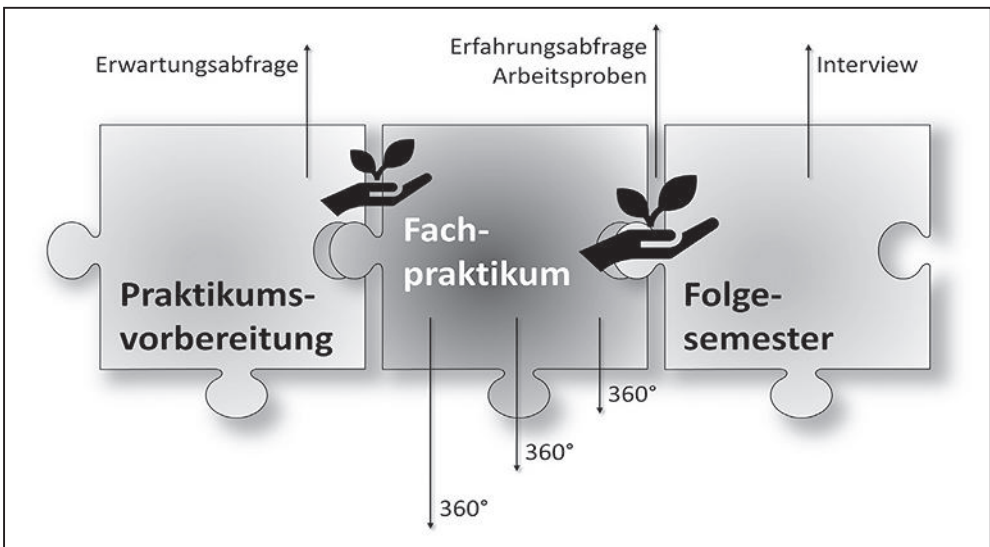 Erwartungsabfrage
Erfahrungsabfrage
Arbeitsproben
Interview
Praktikums-
vorbereitung
Fach-
praktikum
Folge-
semester
360°
360°
360°